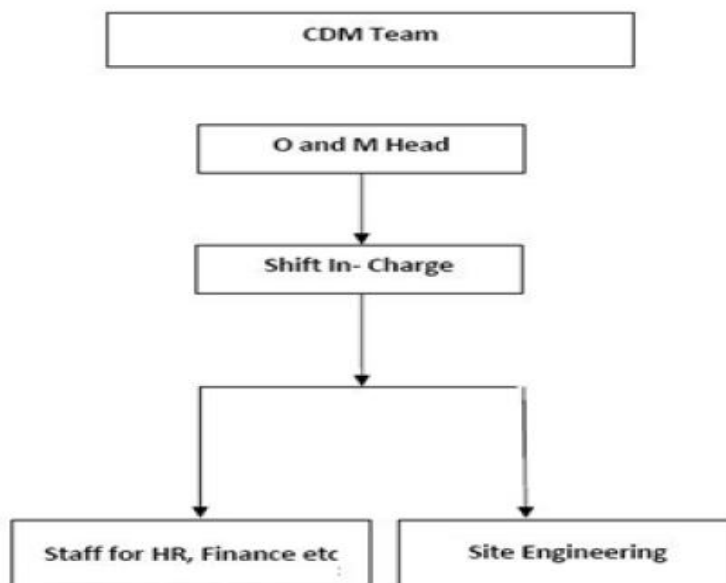 CDM Team
O and M Head
Shift In- Charge
Staff for HR, Finance etc
Site Engineering